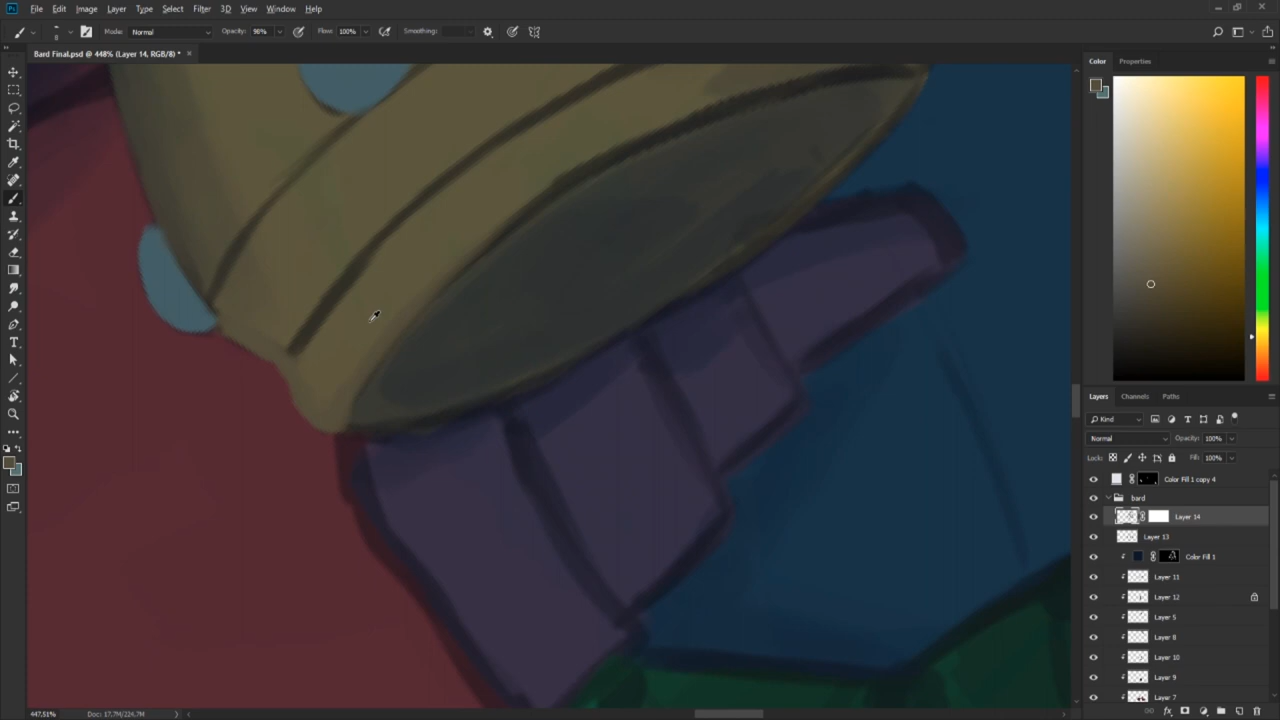 Ps File Edit Image Layer Type Select Filter 3D View Window Help
Mode: Normal Opacity: 98% Flow: 100% Smoothing:
Bard Final.psd @ 448% (Layer 14, RGB/8) * ×
Color Properties
Layers Channels Paths
Kind
Normal Opacity: 100%
Lock: Fill: 100%
Color Fill 1 copy 4
bard
Layer 14
Layer 13
Color Fill 1
Layer 11
Layer 12
Layer 5
Layer 8
Layer 10
Layer 9
Layer 7
447.51% Doc: 17.7M/224.7M